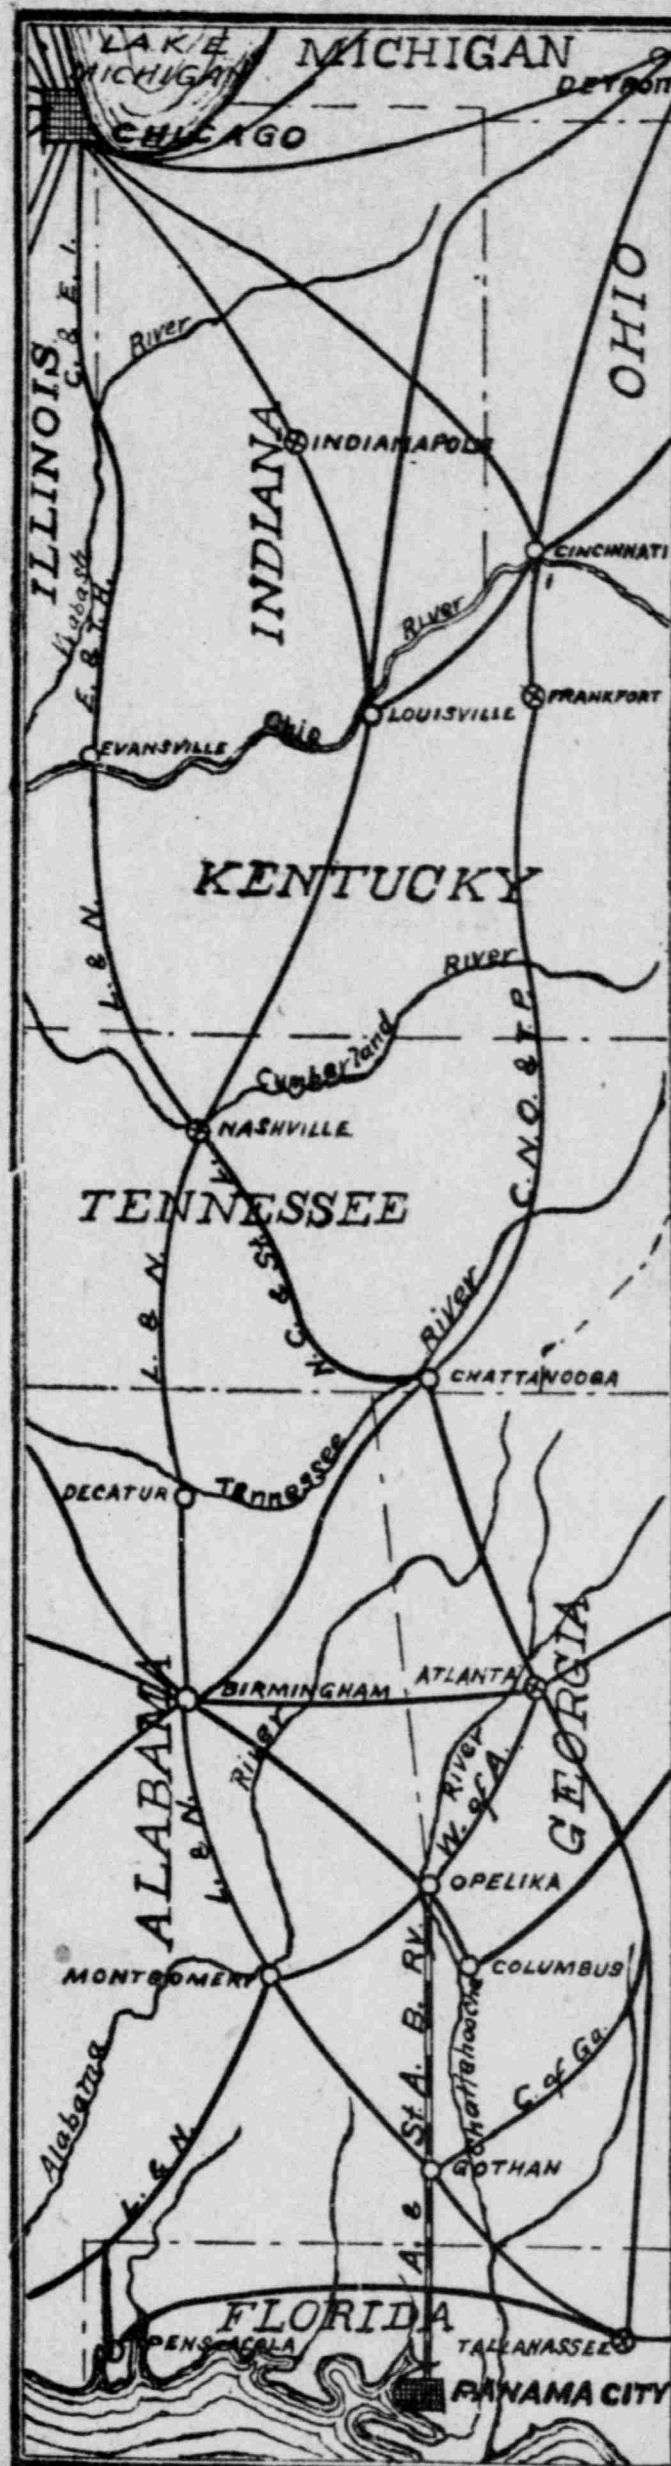 LAKE
MICHIGAN
MICHIGAN
DETROIT
CHICAGO
C. & E. I.
River
OHIO
ILLINOIS
INDIANA
INDIANAPOLIS
Wabash
E. & T. H.
CINCINNATI
River
FRANKFORT
LOUISVILLE
Ohio
EVANSVILLE
KENTUCKY
L. & N.
River
Cumberland
C. N. O. & T. P.
NASHVILLE
TENNESSEE
N. C. & St. L.
L. & N.
River
CHATTANOOGA
Tennessee
DECATUR
ALABAMA
BIRMINGHAM
ATLANTA
GEORGIA
River
River
W. of A.
L. & N.
OPELIKA
MONTGOMERY
COLUMBUS
A. & St. A. B. RY.
Chattahoochee
C. of Ga.
Alabama
L. & N.
GOTHAN
FLORIDA
PENSACOLA
TALLAHASSEE
PANAMA CITY